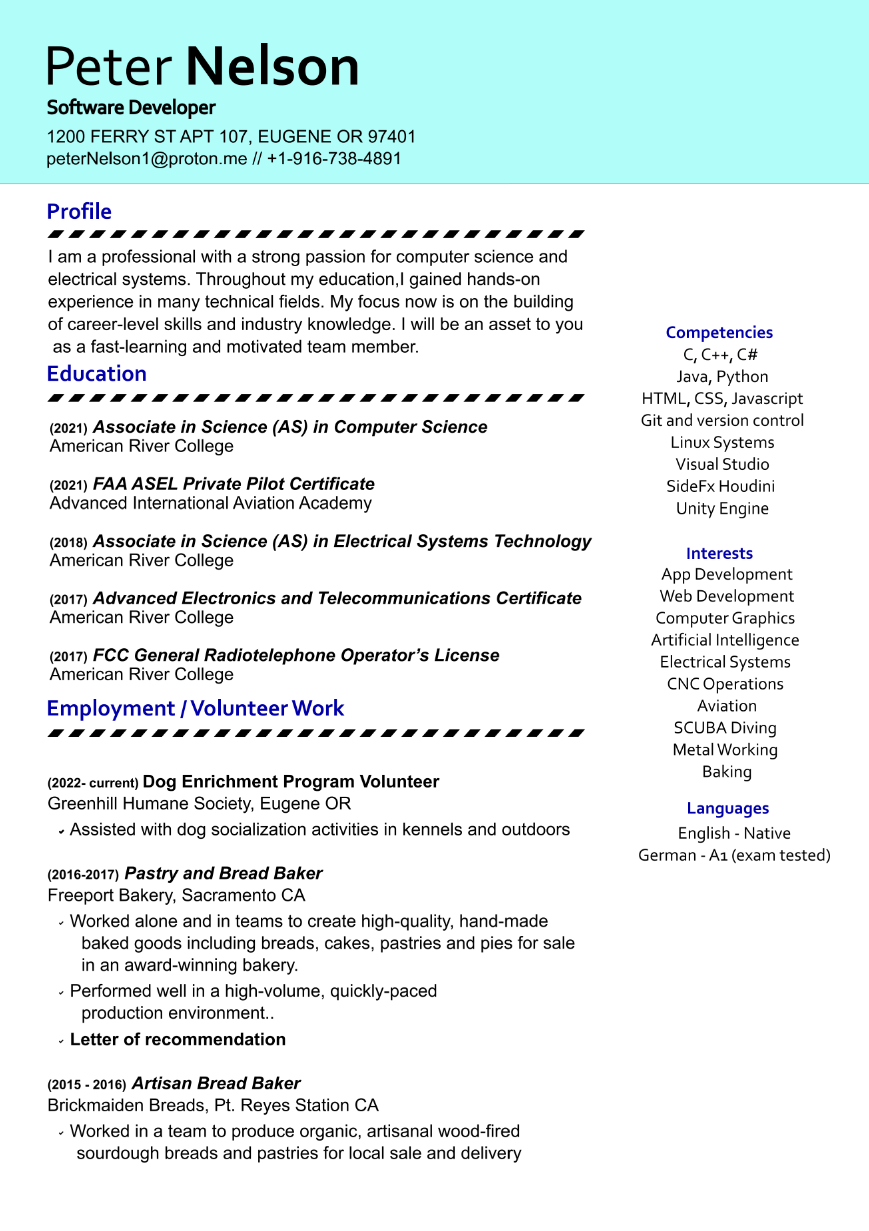 Peter Nelson
Software Developer
1200 FERRY ST APT 107, EUGENE OR 97401
peterNelson1@proton.me // +1-916-738-4891
Profile
I am a professional with a strong passion for computer science and
electrical systems. Throughout my education,I gained hands-on
experience in many technical fields. My focus now is on the building
of career-level skills and industry knowledge. I will be an asset to you
as a fast-learning and motivated team member.
Education
(2021) Associate in Science (AS) in Computer Science
American River College
(2021) FAA ASEL Private Pilot Certificate
Advanced International Aviation Academy
(2018) Associate in Science (AS) in Electrical Systems Technology
American River College
(2017) Advanced Electronics and Telecommunications Certificate
American River College
(2017) FCC General Radiotelephone Operator’s License
American River College
Employment / Volunteer Work
(2022- current) Dog Enrichment Program Volunteer
Greenhill Humane Society, Eugene OR
Assisted with dog socialization activities in kennels and outdoors
(2016-2017) Pastry and Bread Baker
Freeport Bakery, Sacramento CA
Worked alone and in teams to create high-quality, hand-made
baked goods including breads, cakes, pastries and pies for sale
in an award-winning bakery.
Performed well in a high-volume, quickly-paced
production environment..
Letter of recommendation
(2015 - 2016) Artisan Bread Baker
Brickmaiden Breads, Pt. Reyes Station CA
Worked in a team to produce organic, artisanal wood-fired
sourdough breads and pastries for local sale and delivery
Competencies
C, C++, C#
Java, Python
HTML, CSS, Javascript
Git and version control
Linux Systems
Visual Studio
SideFx Houdini
Unity Engine
Interests
App Development
Web Development
Computer Graphics
Artificial Intelligence
Electrical Systems
CNC Operations
Aviation
SCUBA Diving
Metal Working
Baking
Languages
English - Native
German - A1 (exam tested)